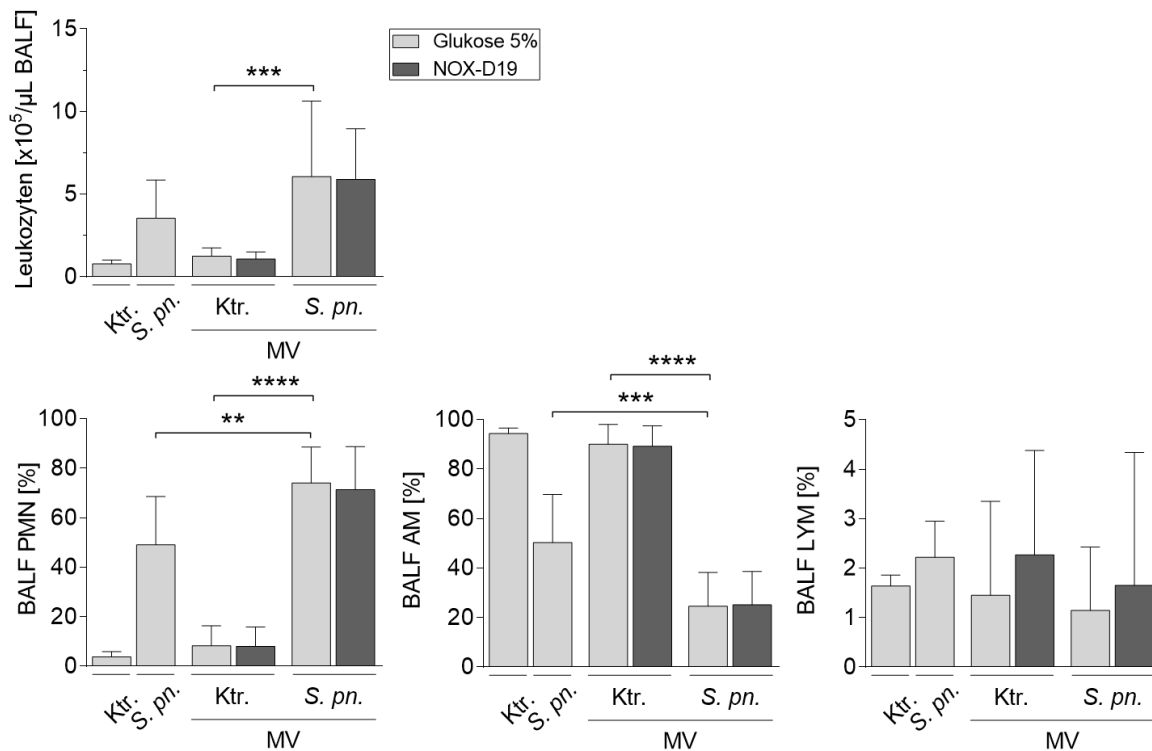 Leukozyten [x10⁵/µL BALF]
15
10
5
0
***
Glukose 5%
NOX-D19
Ktr.
S. pn.
Ktr.
S. pn.
MV
BALF PMN [%]
100
80
60
40
20
0
****
**
Ktr.
S. pn.
Ktr.
S. pn.
MV
BALF AM [%]
100
80
60
40
20
0
****
***
Ktr.
S. pn.
Ktr.
S. pn.
MV
BALF LYM [%]
5
4
3
2
1
0
Ktr.
S. pn.
Ktr.
S. pn.
MV